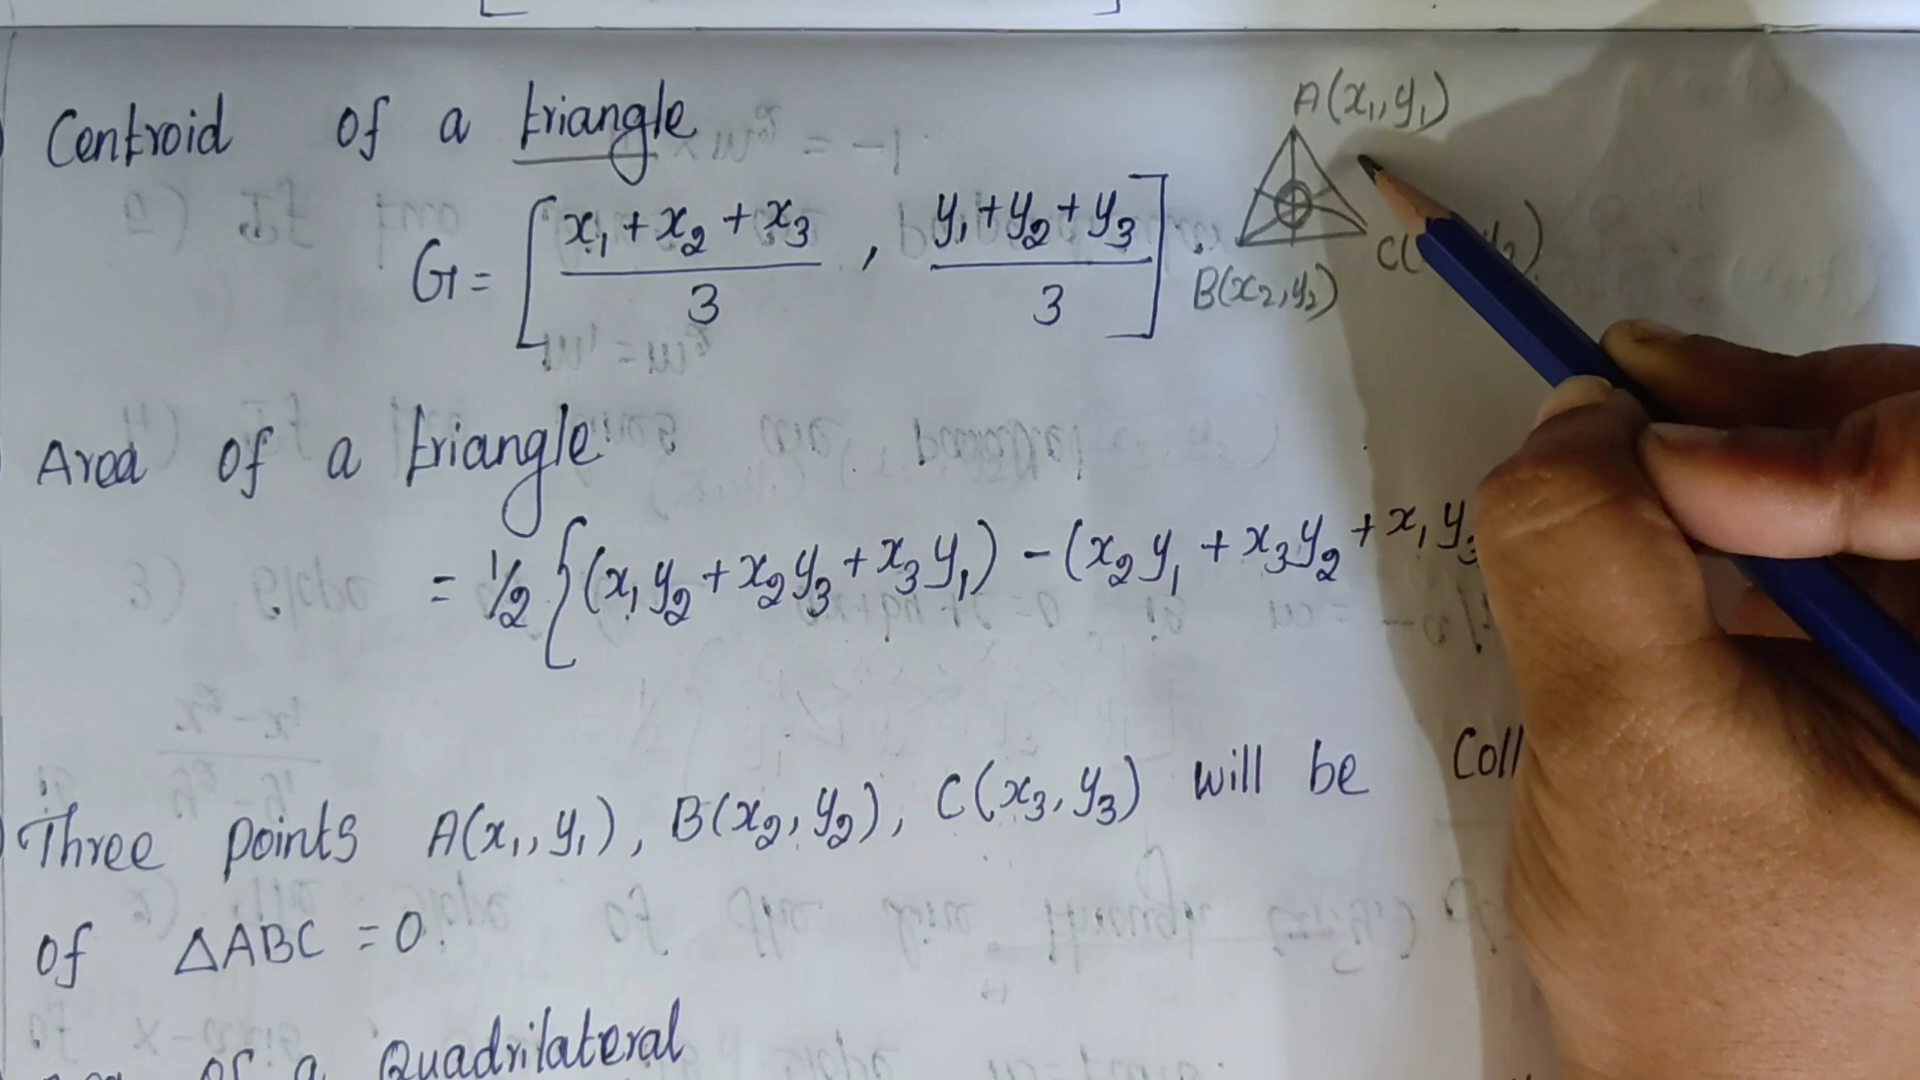 Centroid of a triangle
G = [ (x₁ + x₂ + x₃)/3 , (y₁ + y₂ + y₃)/3 ].
A(x₁, y₁)
B(x₂, y₂)
C(
Area of a triangle
= 1/2 { (x₁y₂ + x₂y₃ + x₃y₁) - (x₂y₁ + x₃y₂ + x₁y₃
Three points A(x₁, y₁), B(x₂, y₂), C(x₃, y₃) will be Coll
of ΔABC = 0.
of a Quadrilateral